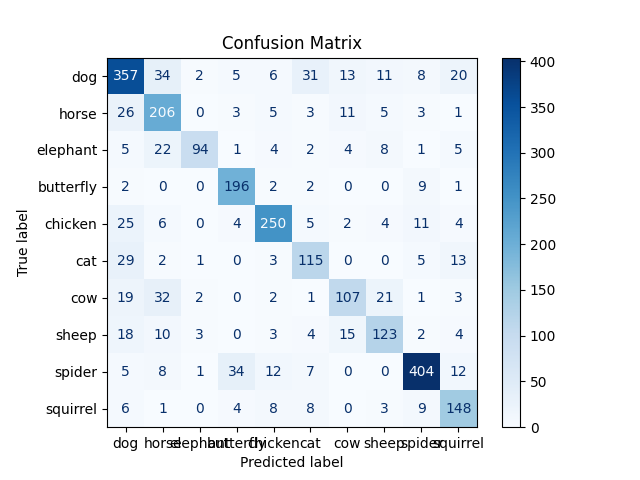 Confusion Matrix
dog 357 34 2 5 6 31 13 11 8 20
horse 26 206 0 3 5 3 11 5 3 1
elephant 5 22 94 1 4 2 4 8 1 5
butterfly 2 0 0 196 2 2 0 0 9 1
chicken 25 6 0 4 250 5 2 4 11 4
cat 29 2 1 0 3 115 0 0 5 13
cow 19 32 2 0 2 1 107 21 1 3
sheep 18 10 3 0 3 4 15 123 2 4
spider 5 8 1 34 12 7 0 0 404 12
squirrel 6 1 0 4 8 8 0 3 9 148
dog horse elephant butterfly chicken cat cow sheep spider squirrel
Predicted label
True label
400
350
300
250
200
150
100
50
0